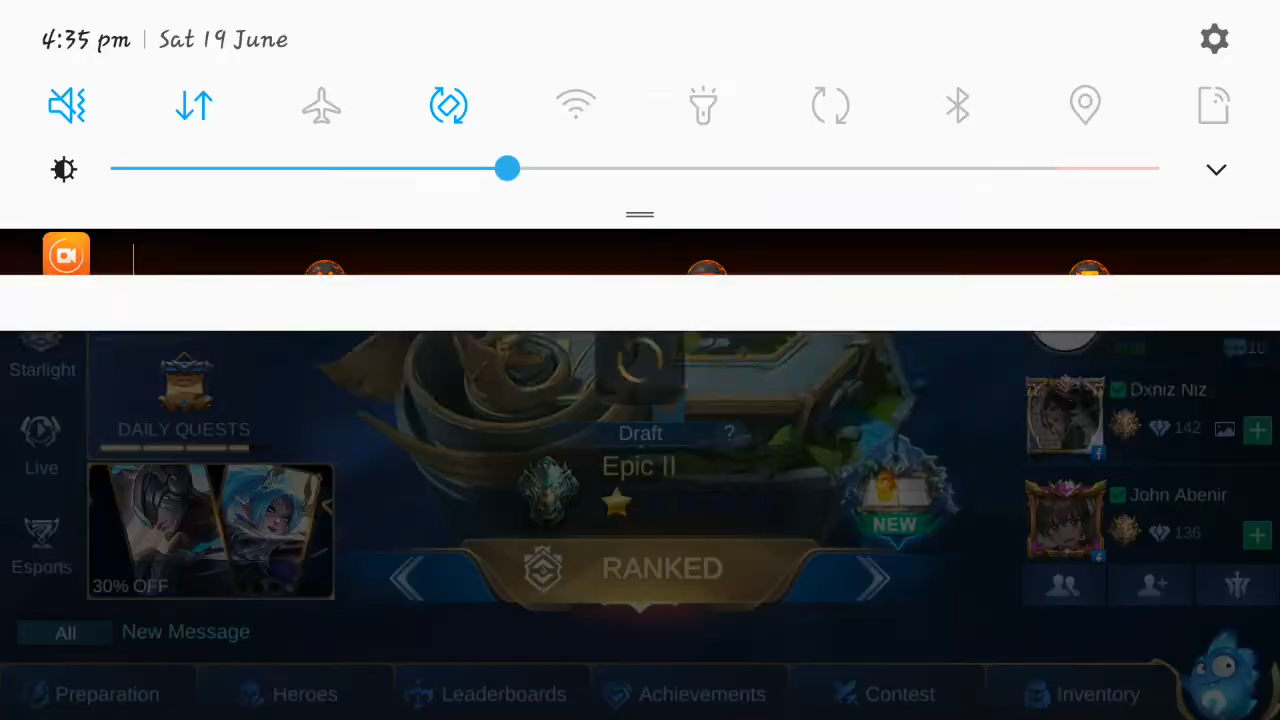 4:35 pm | Sat 19 June
Starlight
DAILY QUESTS
Live
30% OFF
Esports
Draft ?
Epic II
NEW
RANKED
10
Dxniz Niz
142
John Abenir
136
All New Message
Preparation Heroes Leaderboards Achievements Contest Inventory